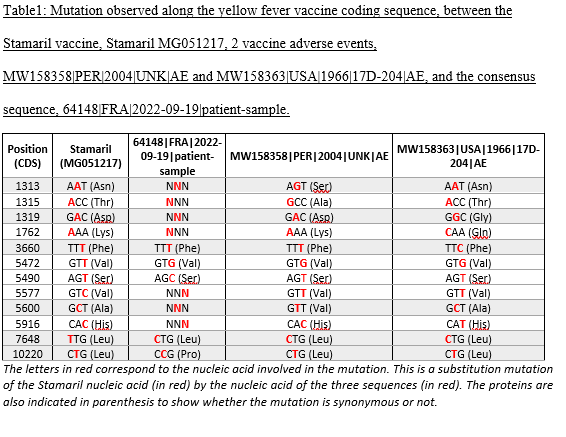 Table1: Mutation observed along the yellow fever vaccine coding sequence, between the
Stamaril vaccine, Stamaril MG051217, 2 vaccine adverse events,
MW158358|PER|2004|UNK|AE and MW158363|USA|1966|17D-204|AE, and the consensus
sequence, 64148|FRA|2022-09-19|patient-sample.
Position (CDS) Stamaril (MG051217) 64148|FRA|2022-09-19|patient-sample MW158358|PER|2004|UNK|AE MW158363|USA|1966|17D-204|AE
1313 AAT (Asn) NNN AGT (Ser) AAT (Asn)
1315 ACC (Thr) NNN GCC (Ala) ACC (Thr)
1319 GAC (Asp) NNN GAC (Asp) GGC (Gly)
1762 AAA (Lys) NNN AAA (Lys) CAA (Gln)
3660 TTT (Phe) TTT (Phe) TTT (Phe) TTC (Phe)
5472 GTT (Val) GTG (Val) GTG (Val) GTG (Val)
5490 AGT (Ser) AGC (Ser) AGT (Ser) AGT (Ser)
5577 GTC (Val) NNN GTT (Val) GTT (Val)
5600 GCT (Ala) NNN GTT (Val) GCT (Ala)
5916 CAC (His) NNN CAC (His) CAT (His)
7648 TTG (Leu) CTG (Leu) CTG (Leu) CTG (Leu)
10220 CTG (Leu) CCG (Pro) CTG (Leu) CTG (Leu)
The letters in red correspond to the nucleic acid involved in the mutation. This is a substitution mutation
of the Stamaril nucleic acid (in red) by the nucleic acid of the three sequences (in red). The proteins are
also indicated in parenthesis to show whether the mutation is synonymous or not.